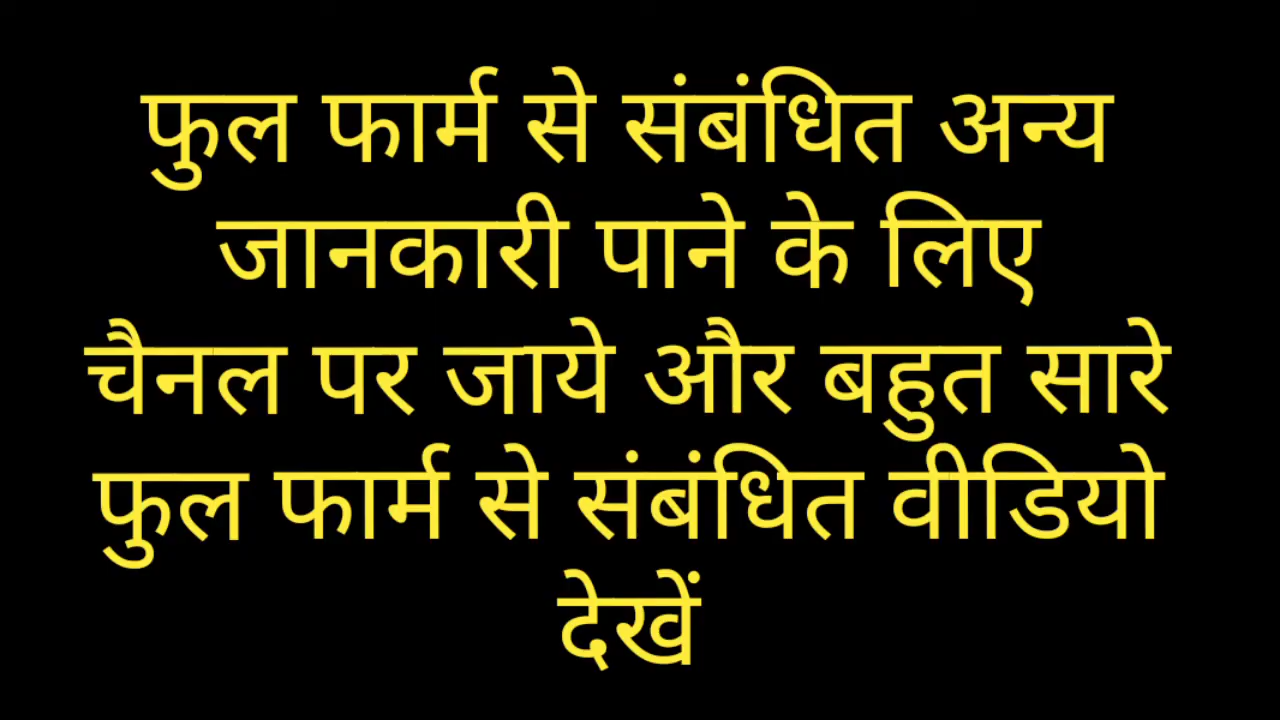 फुल फार्म से संबंधित अन्य
जानकारी पाने के लिए
चैनल पर जाये और बहुत सारे
फुल फार्म से संबंधित वीडियो
देखें